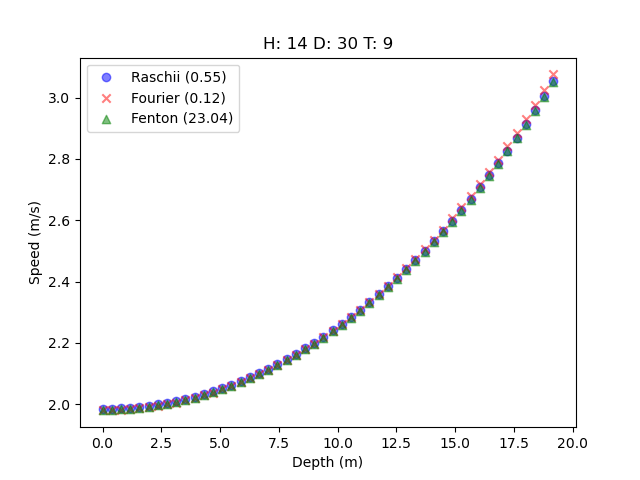 H: 14 D: 30 T: 9
Raschii (0.55)
Fourier (0.12)
Fenton (23.04)
3.0
2.8
2.6
2.4
2.2
2.0
Speed (m/s)
0.0 2.5 5.0 7.5 10.0 12.5 15.0 17.5 20.0
Depth (m)